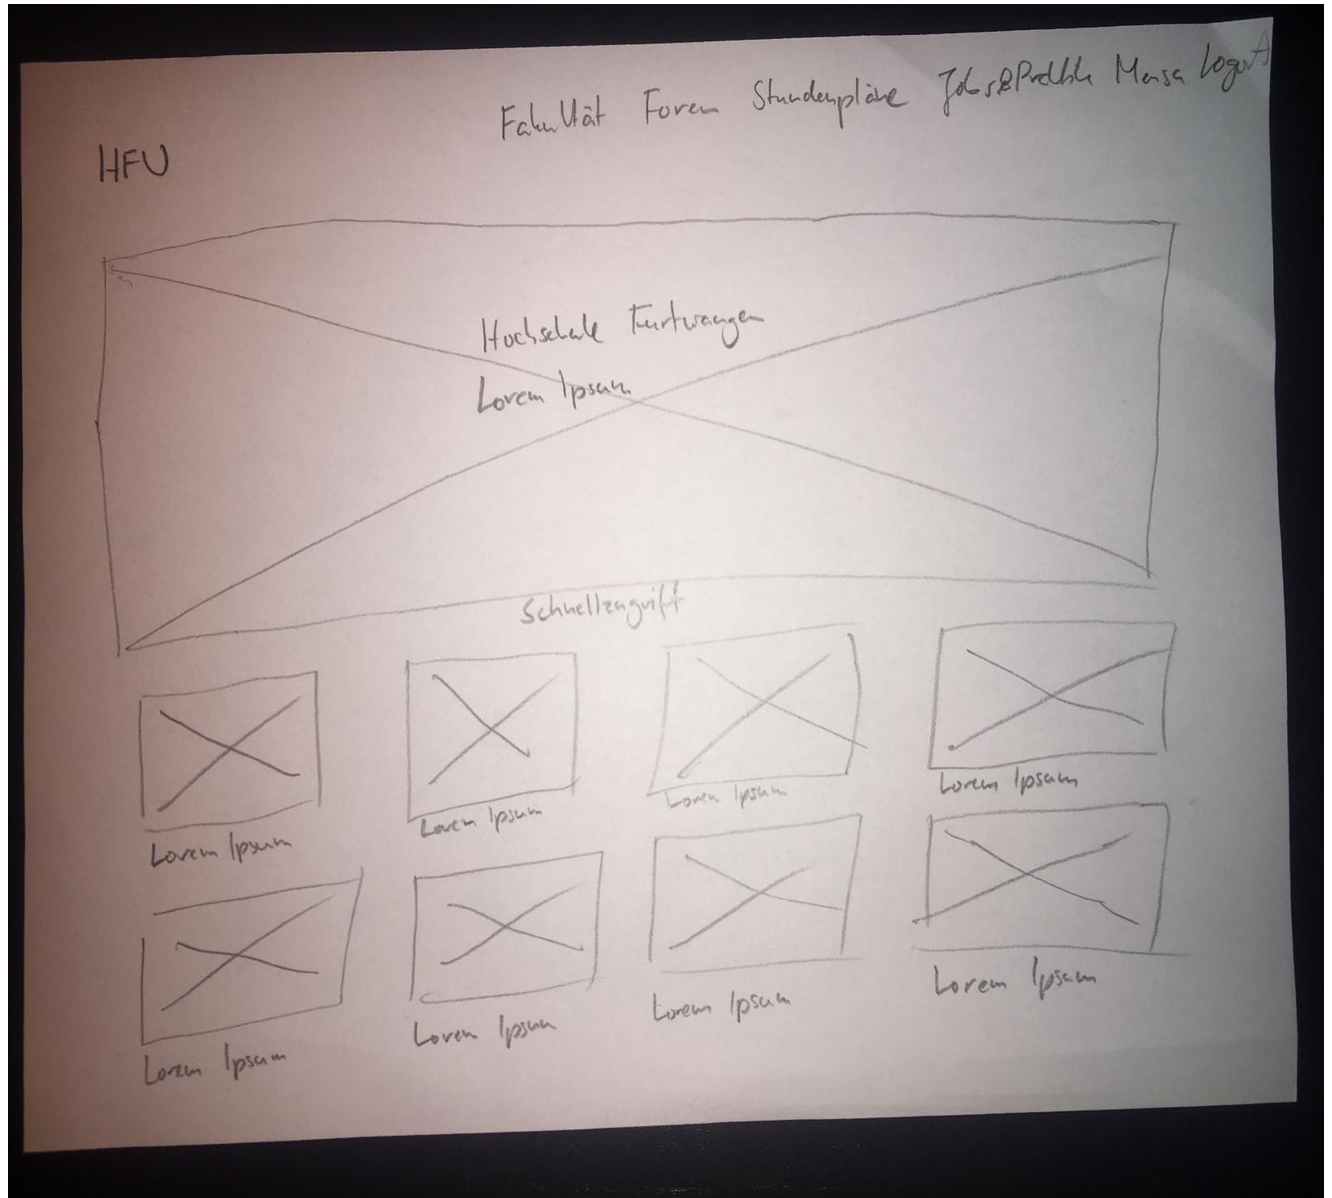 Fakultät Foren Stundenpläne Jobs& Mensa Logout
HFU
Hochschule Furtwangen
Lorem Ipsum
Schnellzugriff
Lorem Ipsum Lorem Ipsum Lorem Ipsum Lorem Ipsum
Lorem Ipsum Lorem Ipsum Lorem Ipsum Lorem Ipsum